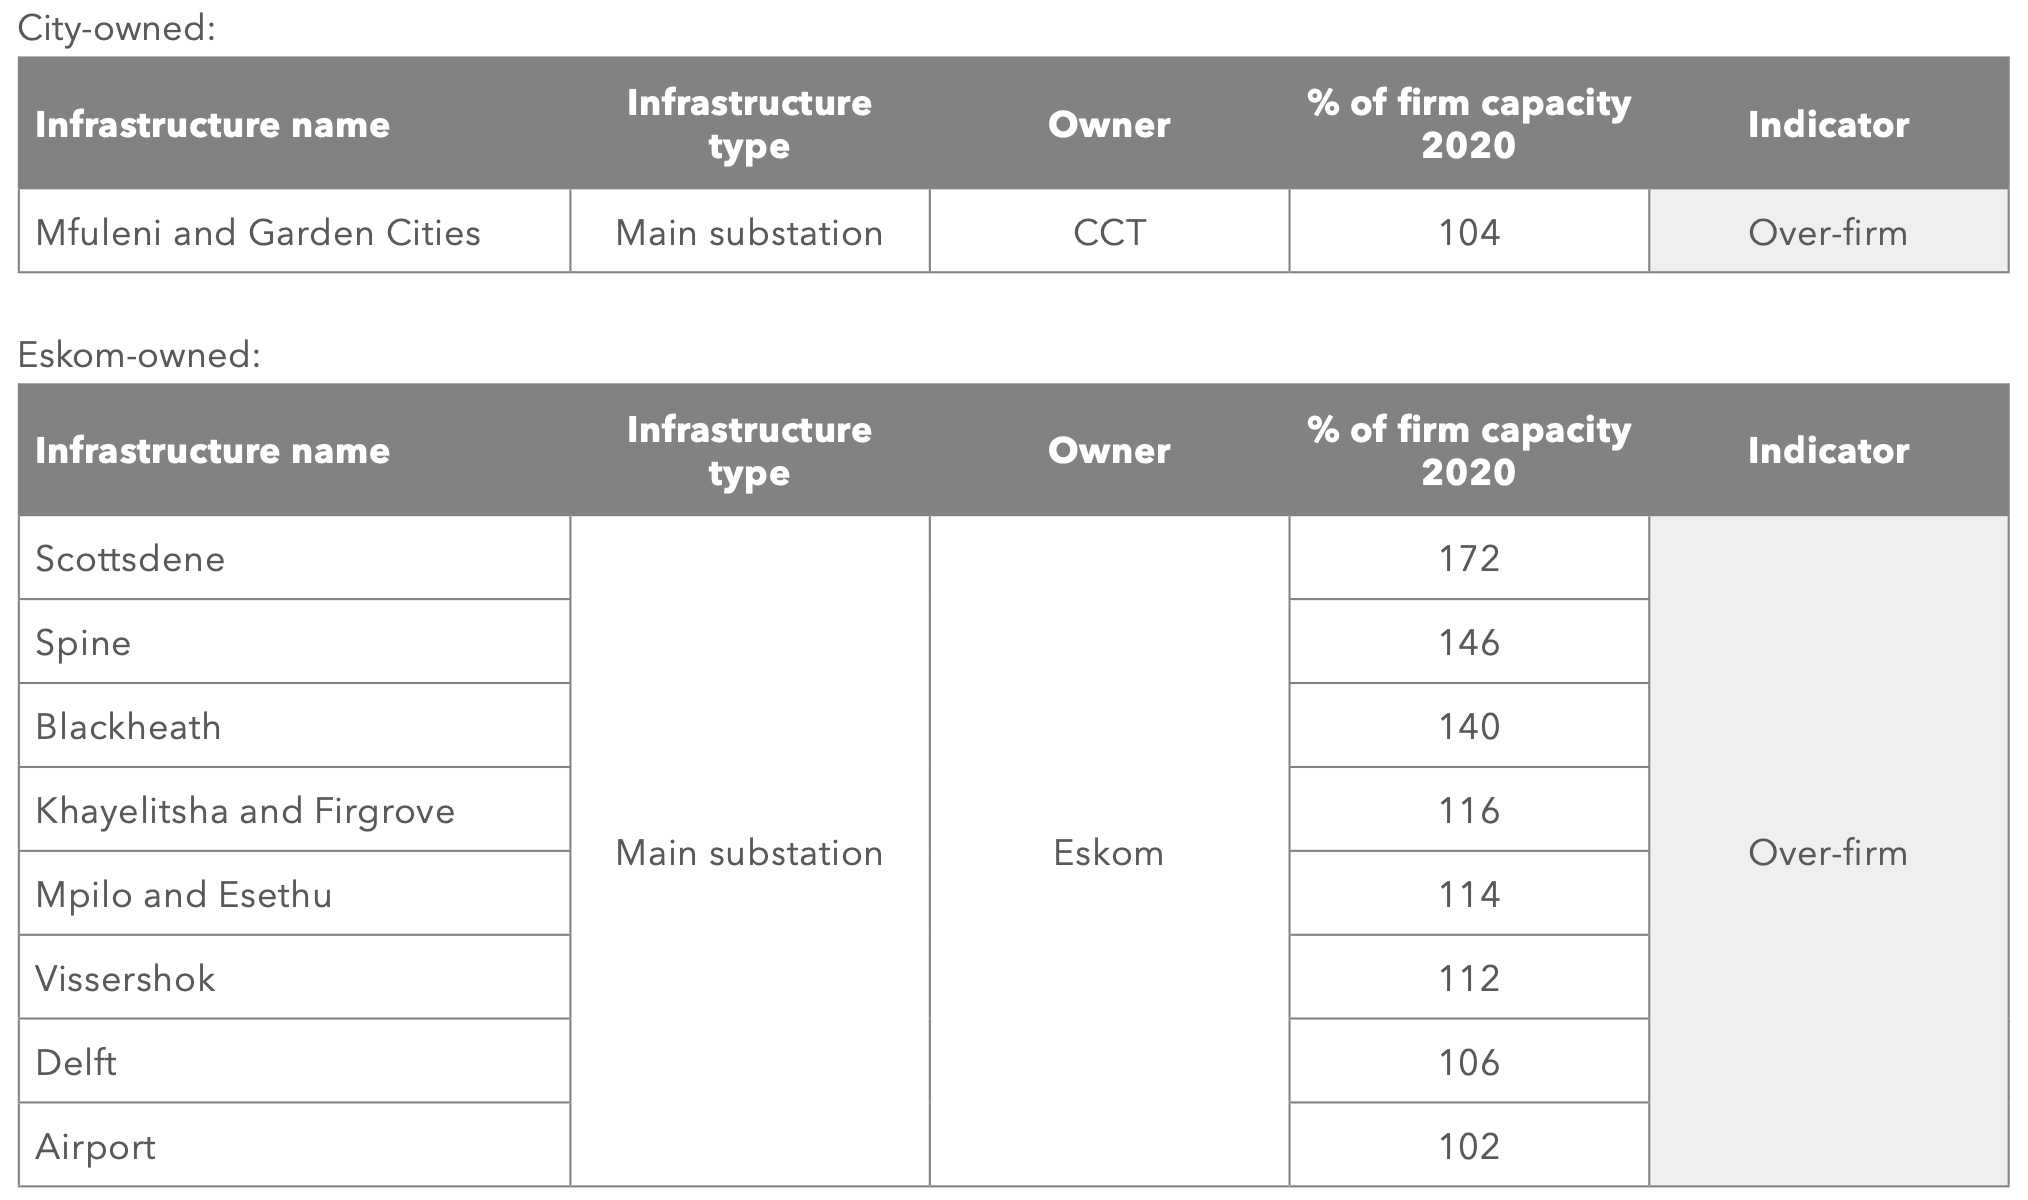 City-owned:
Infrastructure name
Infrastructure
type
Owner
% of firm capacity
2020
Indicator
Mfuleni and Garden Cities
Main substation
CCT
104
Over-firm
Eskom-owned:
Infrastructure name
Infrastructure
type
Owner
% of firm capacity
2020
Indicator
Scottsdene
172
Spine
146
Blackheath
140
Khayelitsha and Firgrove
116
Main substation
Eskom
Over-firm
Mpilo and Esethu
114
Vissershok
112
Delft
106
Airport
102